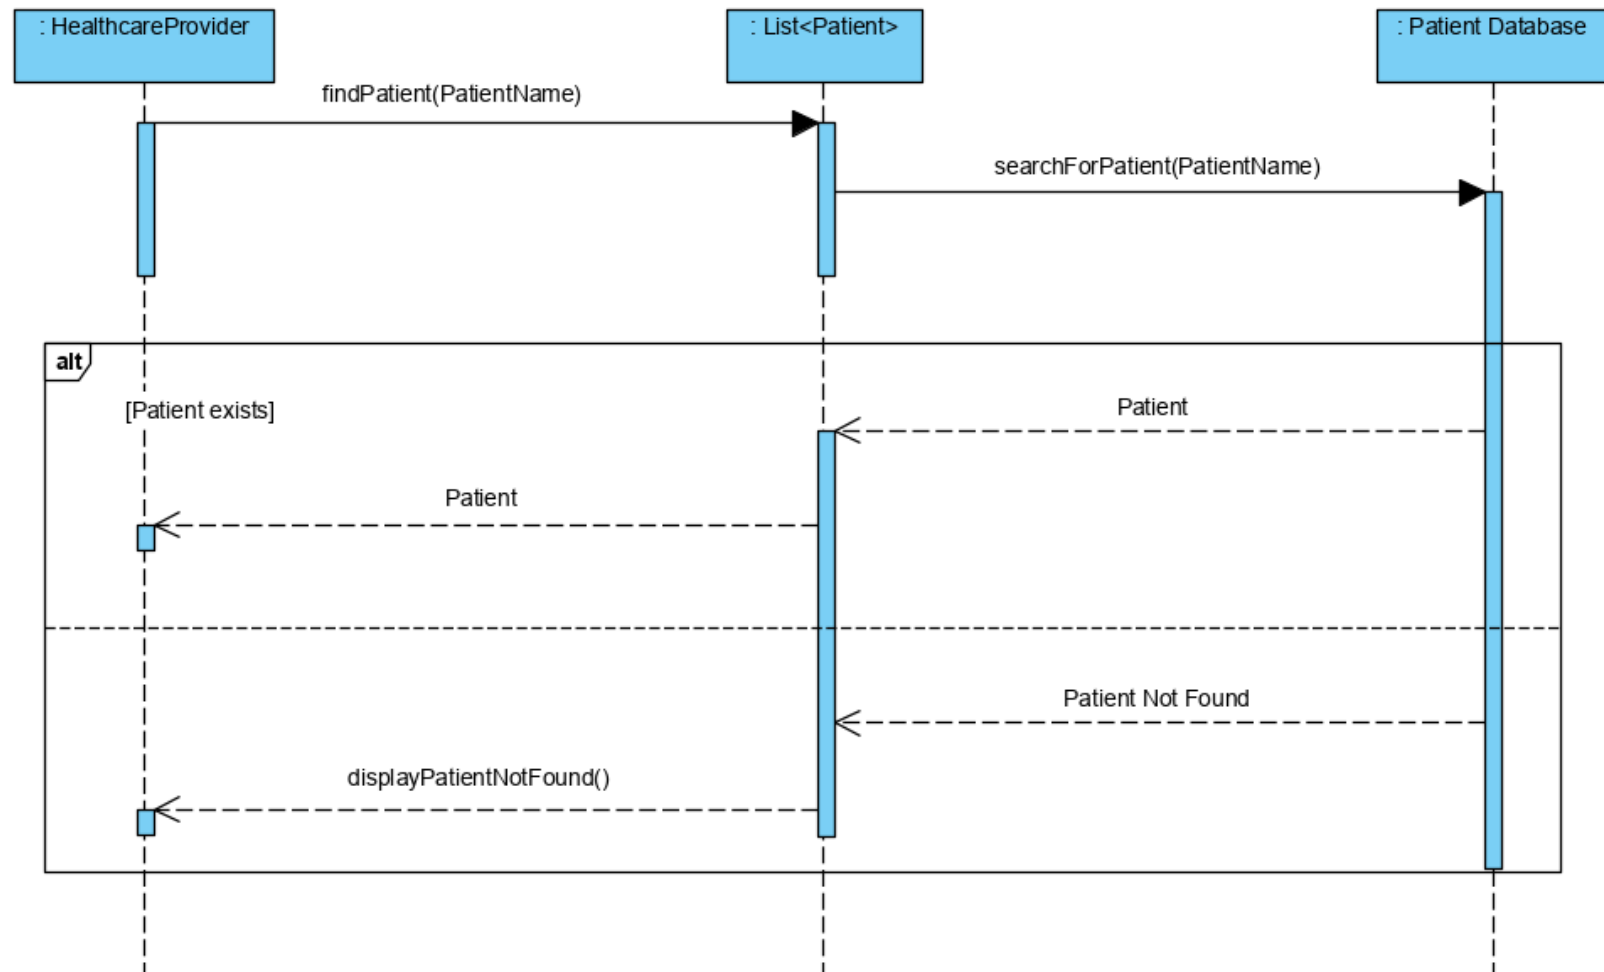 : HealthcareProvider
: List<Patient>
: Patient Database
findPatient(PatientName)
searchForPatient(PatientName)
alt
[Patient exists]
Patient
Patient
Patient Not Found
displayPatientNotFound()